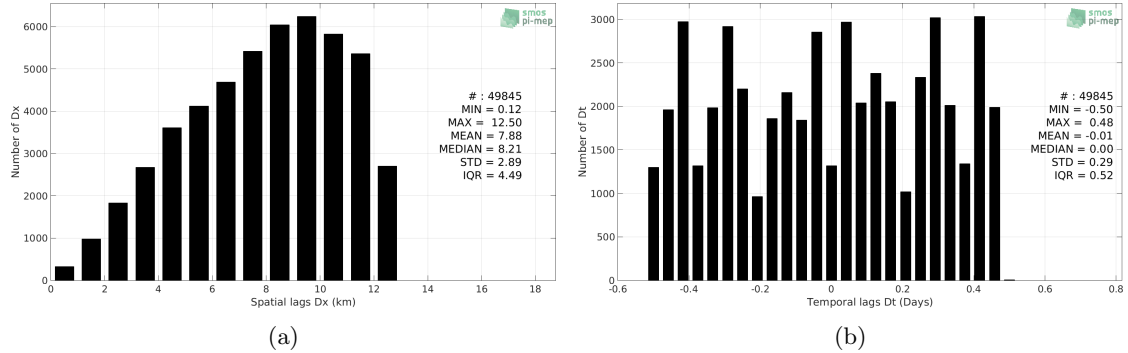 smos
pi-mep
Number of Dx
6000
5000
4000
3000
2000
1000
0
# : 49845
MIN = 0.12
MAX = 12.50
MEAN = 7.88
MEDIAN = 8.21
STD = 2.89
IQR = 4.49
0 2 4 6 8 10 12 14 16 18
Spatial lags Dx (km)
(a)
smos
pi-mep
Number of Dt
3000
2500
2000
1500
1000
500
0
# : 49845
MIN = -0.50
MAX = 0.48
MEAN = -0.01
MEDIAN = 0.00
STD = 0.29
IQR = 0.52
-0.6 -0.4 -0.2 0 0.2 0.4 0.6 0.8
Temporal lags Dt (Days)
(b)